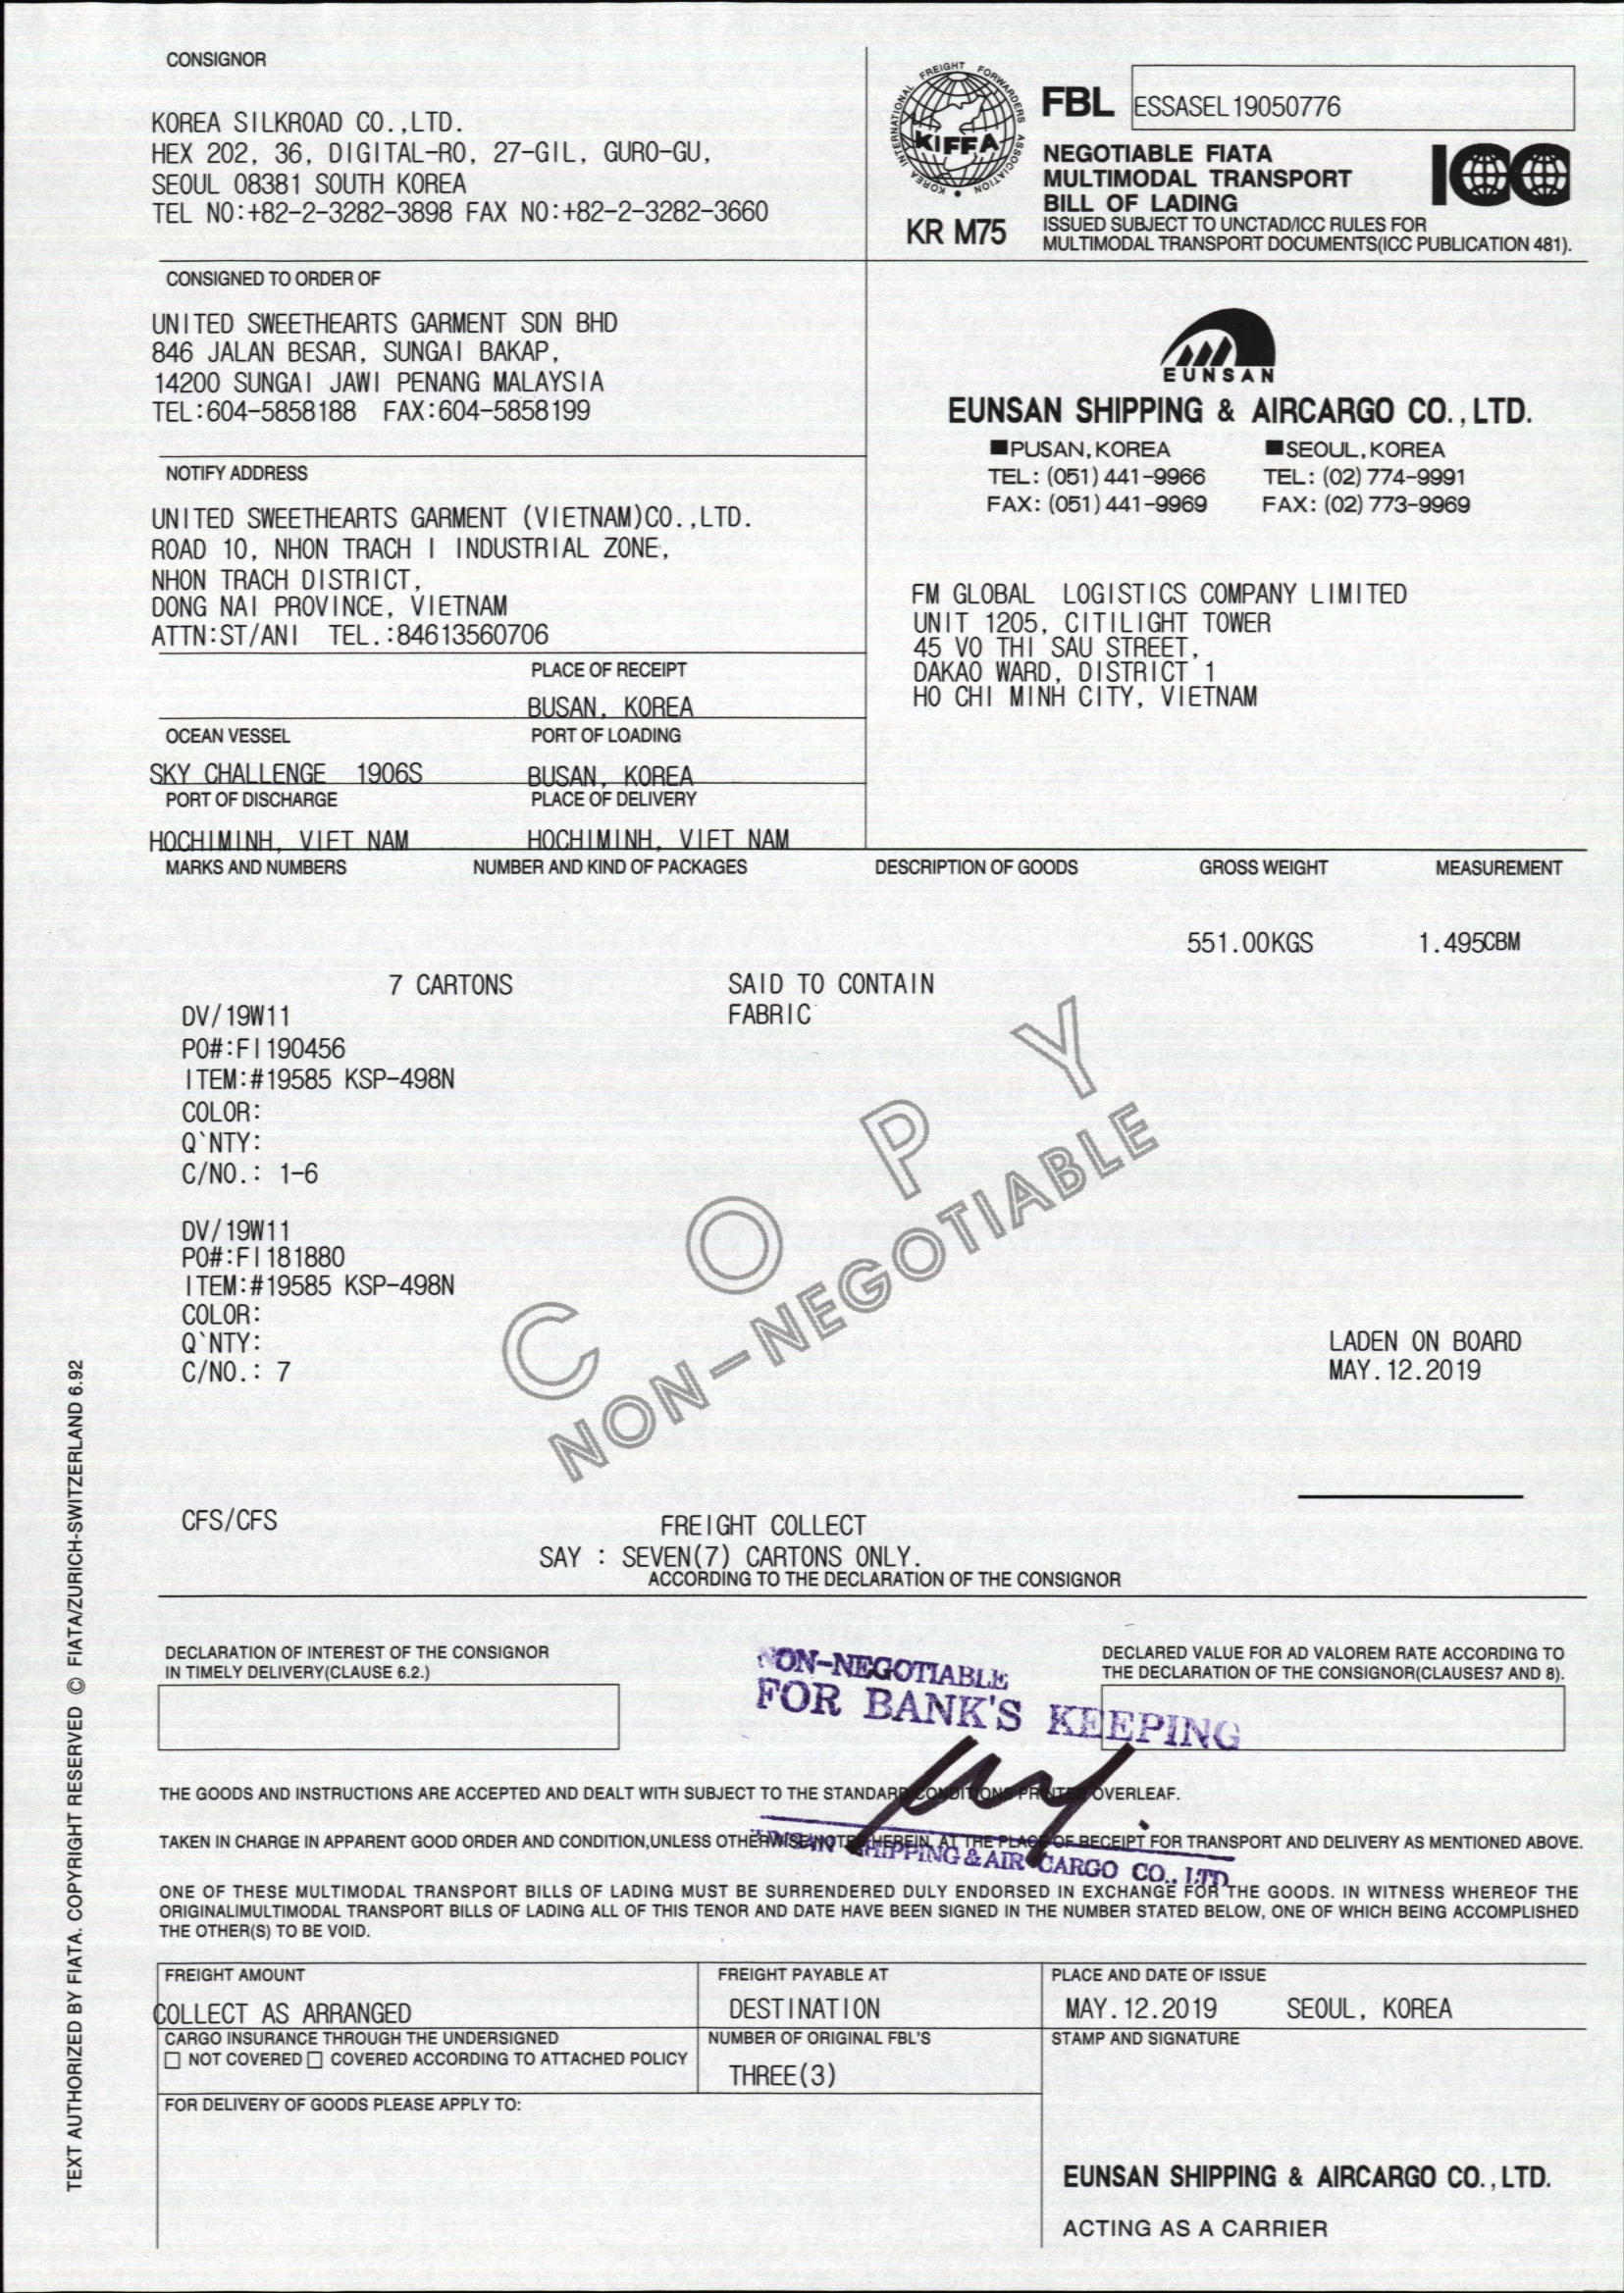 CONSIGNOR
KOREA SILKROAD CO.,LTD.
HEX 202, 36, DIGITAL-RO, 27-GIL, GURO-GU,
SEOUL 08381 SOUTH KOREA
TEL NO:+82-2-3282-3898 FAX NO:+82-2-3282-3660
KOREA INTERNATIONAL FREIGHT FORWARDERS ASSOCIATION
KIFFA
KR M75
FBL ESSASEL19050776
NEGOTIABLE FIATA
MULTIMODAL TRANSPORT
BILL OF LADING
ICC
ISSUED SUBJECT TO UNCTAD/ICC RULES FOR
MULTIMODAL TRANSPORT DOCUMENTS(ICC PUBLICATION 481).
CONSIGNED TO ORDER OF
UNITED SWEETHEARTS GARMENT SDN BHD
846 JALAN BESAR, SUNGAI BAKAP,
14200 SUNGAI JAWI PENANG MALAYSIA
TEL:604-5858188 FAX:604-5858199
EUNSAN
EUNSAN SHIPPING & AIRCARGO CO.,LTD.
■PUSAN,KOREA ■SEOUL,KOREA
TEL: (051) 441-9966 TEL: (02) 774-9991
FAX: (051) 441-9969 FAX: (02) 773-9969
NOTIFY ADDRESS
UNITED SWEETHEARTS GARMENT (VIETNAM)CO.,LTD.
ROAD 10, NHON TRACH I INDUSTRIAL ZONE,
NHON TRACH DISTRICT,
DONG NAI PROVINCE, VIETNAM
ATTN:ST/ANI TEL.:84613560706
FM GLOBAL LOGISTICS COMPANY LIMITED
UNIT 1205, CITILIGHT TOWER
45 VO THI SAU STREET,
DAKAO WARD, DISTRICT 1
HO CHI MINH CITY, VIETNAM
PLACE OF RECEIPT
BUSAN, KOREA
OCEAN VESSEL PORT OF LOADING
SKY CHALLENGE 1906S BUSAN, KOREA
PORT OF DISCHARGE PLACE OF DELIVERY
HOCHIMINH, VIET NAM HOCHIMINH, VIET NAM
MARKS AND NUMBERS NUMBER AND KIND OF PACKAGES DESCRIPTION OF GOODS GROSS WEIGHT MEASUREMENT
551.00KGS 1.495CBM
7 CARTONS SAID TO CONTAIN
DV/19W11 FABRIC
PO#:FI190456
ITEM:#19585 KSP-498N
COLOR:
Q`NTY:
C/NO.: 1-6
DV/19W11
PO#:FI181880
ITEM:#19585 KSP-498N
COLOR:
Q`NTY:
C/NO.: 7
COPY
NON-NEGOTIABLE
LADEN ON BOARD
MAY.12.2019
CFS/CFS FREIGHT COLLECT
SAY : SEVEN(7) CARTONS ONLY.
ACCORDING TO THE DECLARATION OF THE CONSIGNOR
DECLARATION OF INTEREST OF THE CONSIGNOR
IN TIMELY DELIVERY(CLAUSE 6.2.)
DECLARED VALUE FOR AD VALOREM RATE ACCORDING TO
THE DECLARATION OF THE CONSIGNOR(CLAUSES7 AND 8).
NON-NEGOTIABLE
FOR BANK'S KEEPING
THE GOODS AND INSTRUCTIONS ARE ACCEPTED AND DEALT WITH SUBJECT TO THE STANDARD CONDITIONS PRINTED OVERLEAF.
TAKEN IN CHARGE IN APPARENT GOOD ORDER AND CONDITION,UNLESS OTHERWISE NOTED HEREIN, AT THE PLACE OF RECEIPT FOR TRANSPORT AND DELIVERY AS MENTIONED ABOVE.
EUNSAN SHIPPING & AIR CARGO CO., LTD
ONE OF THESE MULTIMODAL TRANSPORT BILLS OF LADING MUST BE SURRENDERED DULY ENDORSED IN EXCHANGE FOR THE GOODS. IN WITNESS WHEREOF THE
ORIGINALIMULTIMODAL TRANSPORT BILLS OF LADING ALL OF THIS TENOR AND DATE HAVE BEEN SIGNED IN THE NUMBER STATED BELOW, ONE OF WHICH BEING ACCOMPLISHED
THE OTHER(S) TO BE VOID.
FREIGHT AMOUNT FREIGHT PAYABLE AT PLACE AND DATE OF ISSUE
COLLECT AS ARRANGED DESTINATION MAY.12.2019 SEOUL, KOREA
CARGO INSURANCE THROUGH THE UNDERSIGNED NUMBER OF ORIGINAL FBL'S STAMP AND SIGNATURE
☐ NOT COVERED ☐ COVERED ACCORDING TO ATTACHED POLICY
THREE(3)
FOR DELIVERY OF GOODS PLEASE APPLY TO:
EUNSAN SHIPPING & AIRCARGO CO.,LTD.
ACTING AS A CARRIER
TEXT AUTHORIZED BY FIATA. COPYRIGHT RESERVED © FIATA/ZURICH-SWITZERLAND 6.92